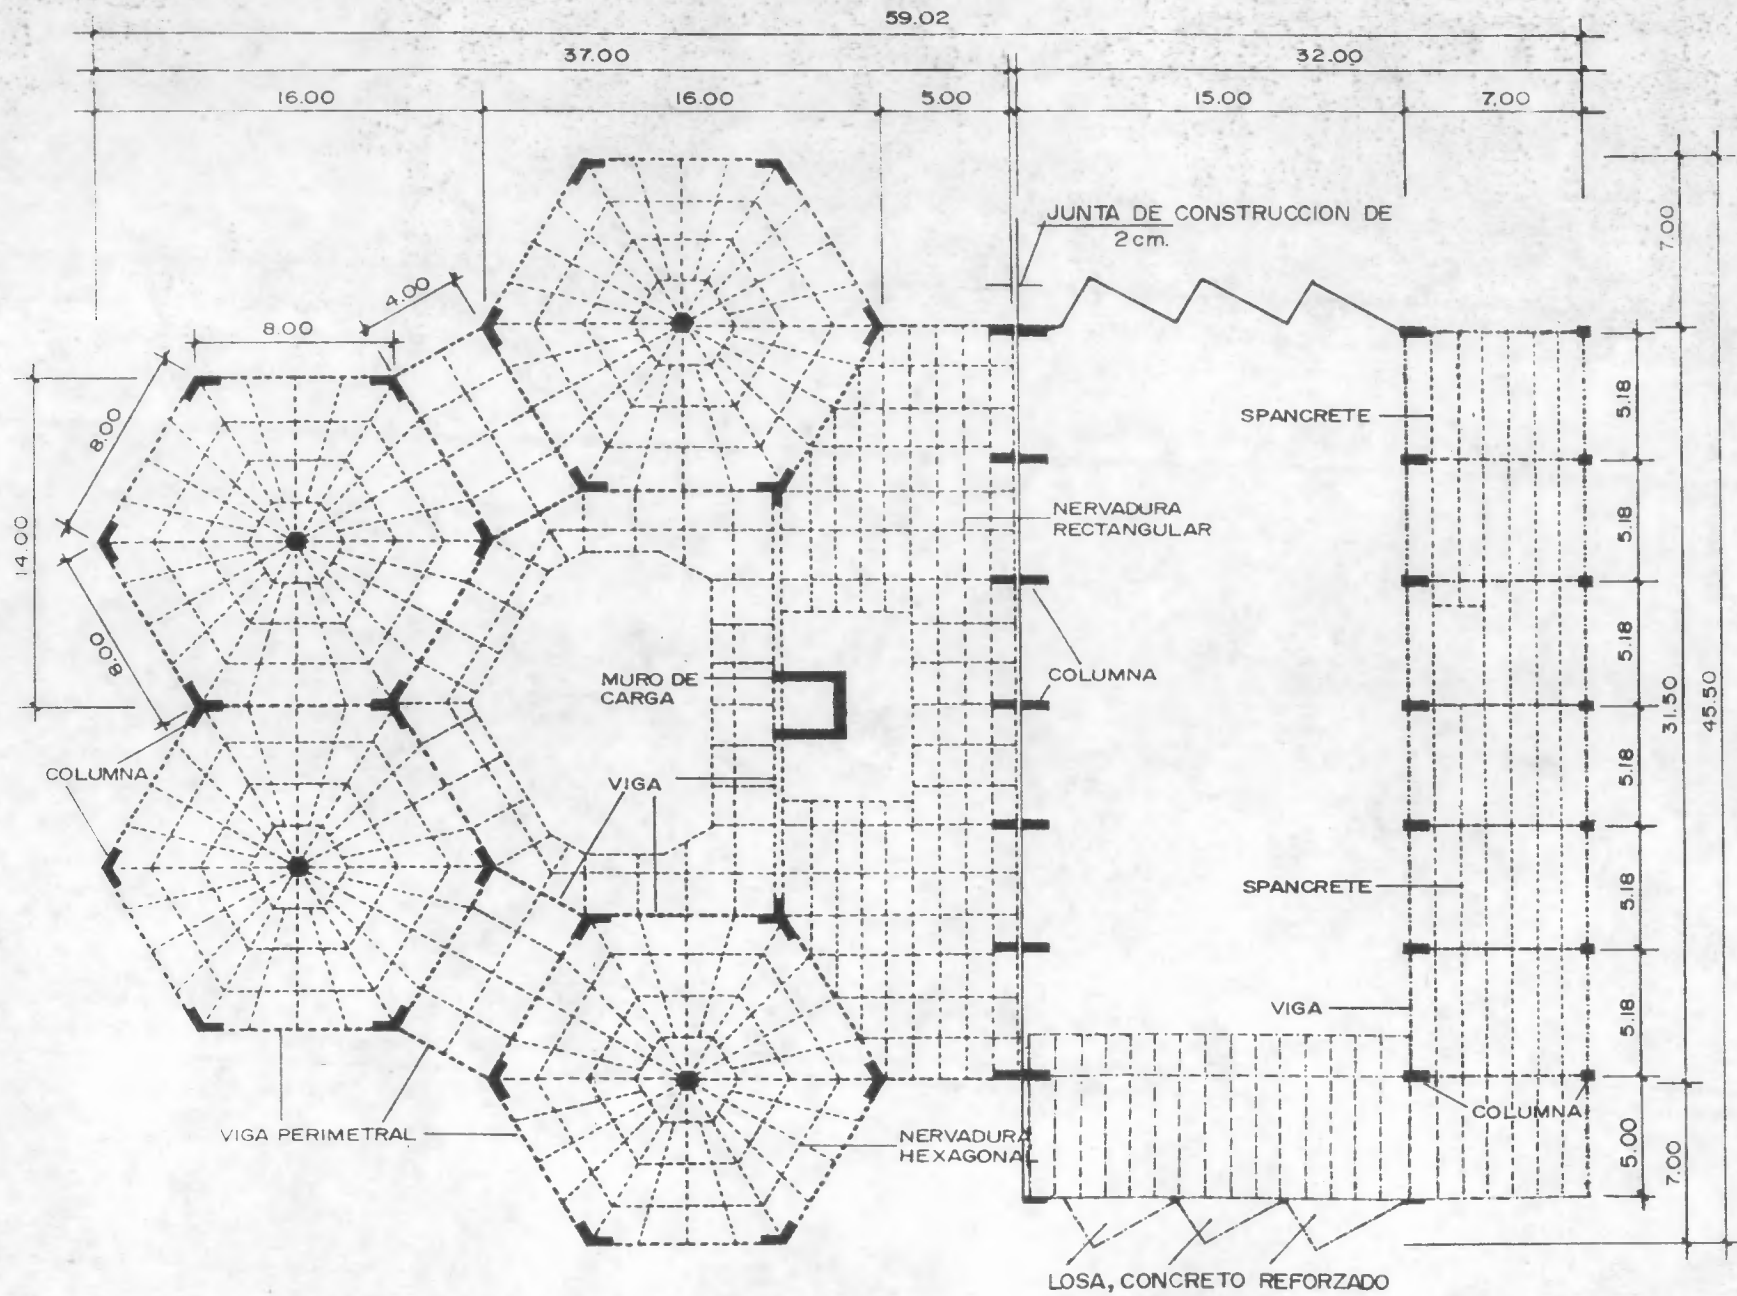 59.02
37.00
32.00
16.00
16.00
5.00
15.00
7.00
JUNTA DE CONSTRUCCION DE
2 cm.
7.00
4.00
8.00
8.00
14.00
8.00
SPANCRETE
5.18
NERVADURA
RECTANGULAR
5.18
MURO DE
CARGA
COLUMNA
5.18
31.50
45.50
COLUMNA
VIGA
5.18
SPANCRETE
5.18
VIGA
5.18
VIGA PERIMETRAL
NERVADURA
HEXAGONAL
COLUMNA
5.00
7.00
LOSA, CONCRETO REFORZADO